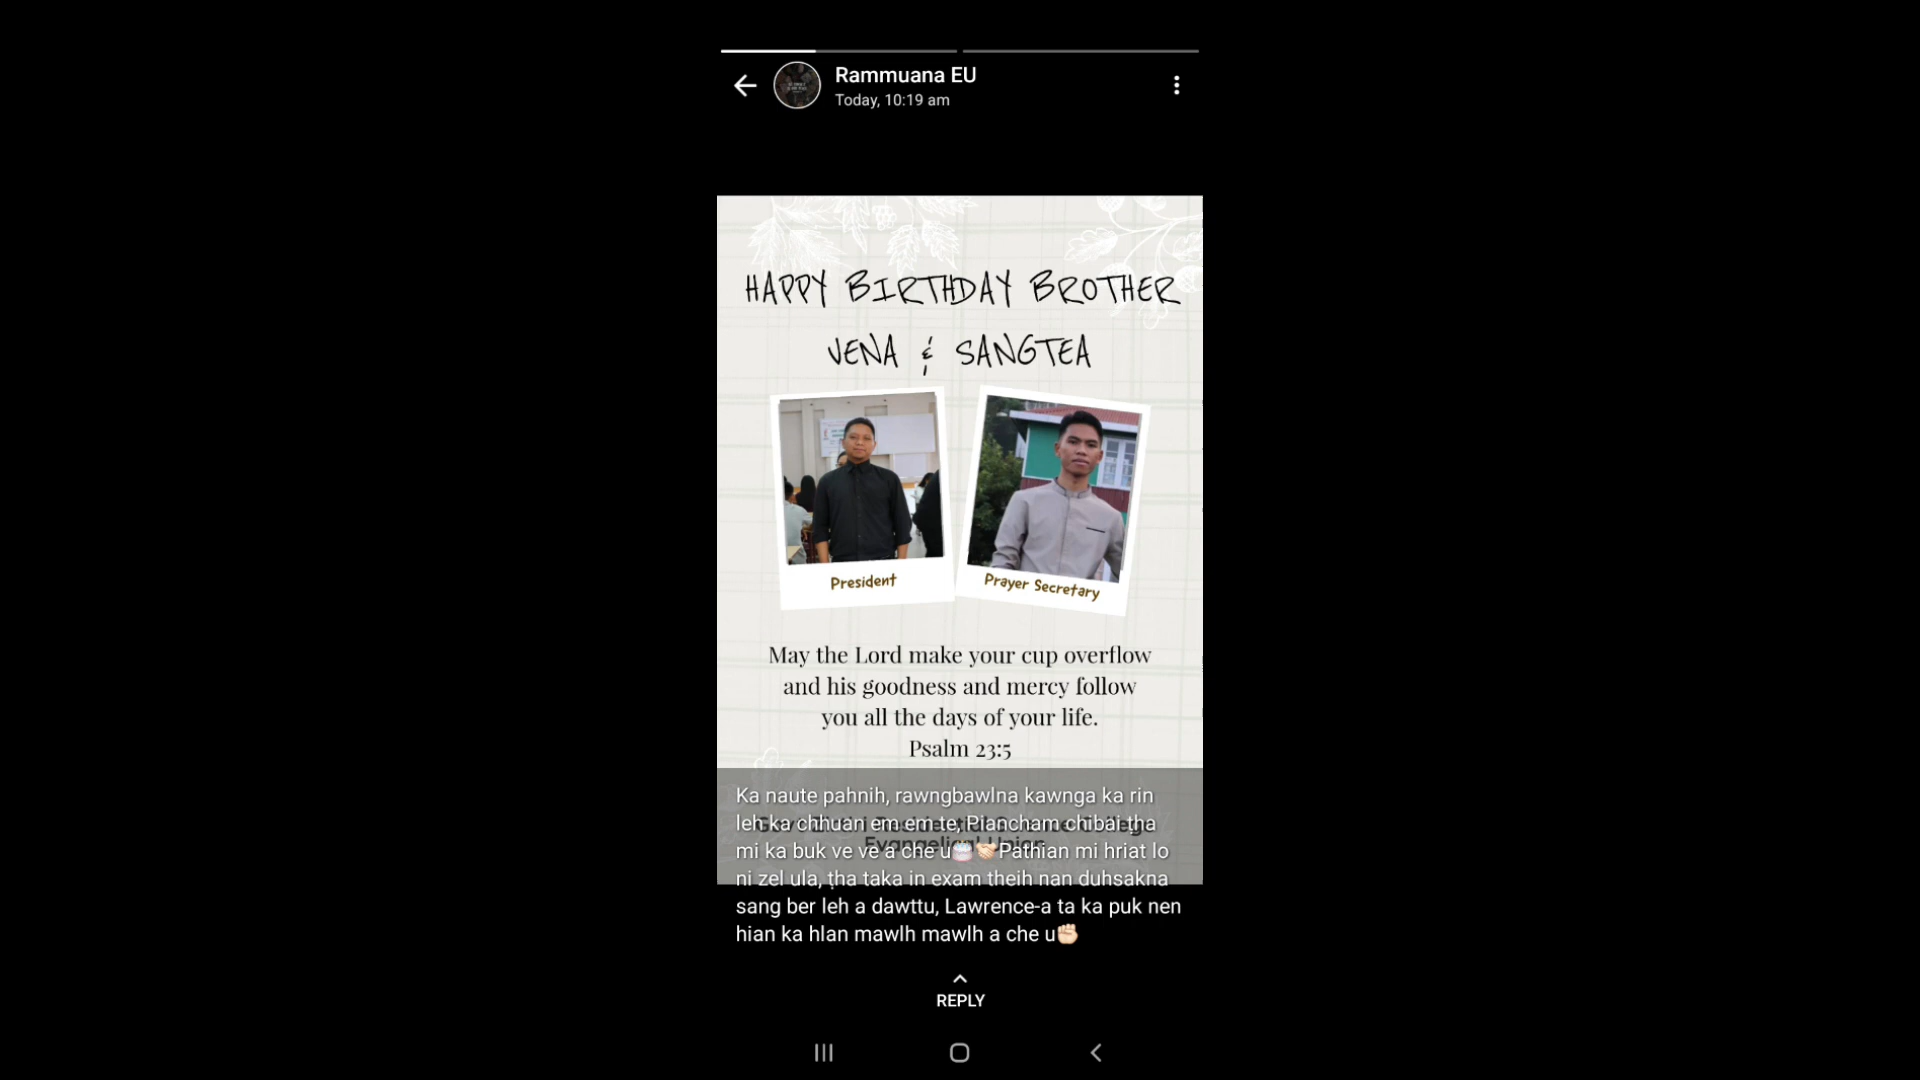 Rammuana EU
Today, 10:19 am
HAPPY BIRTHDAY BROTHER
VENA & SANGTEA
President
Prayer Secretary
May the Lord make your cup overflow
and his goodness and mercy follow
you all the days of your life.
Psalm 23:5
Ka naute pahnih, rawngbawlna kawnga ka rin
leh ka chhuan em em te, Plancham chibai ṭha
mi ka buk ve ve a che u🎂🤝🏻Pathian mi hriat lo
ni zel ula, ṭha taka in exam theih nan duhsakna
sang ber leh a dawttu, Lawrence-a ta ka puk nen
hian ka hlan mawlh mawlh a che u✊🏻
Evangelical Union
REPLY